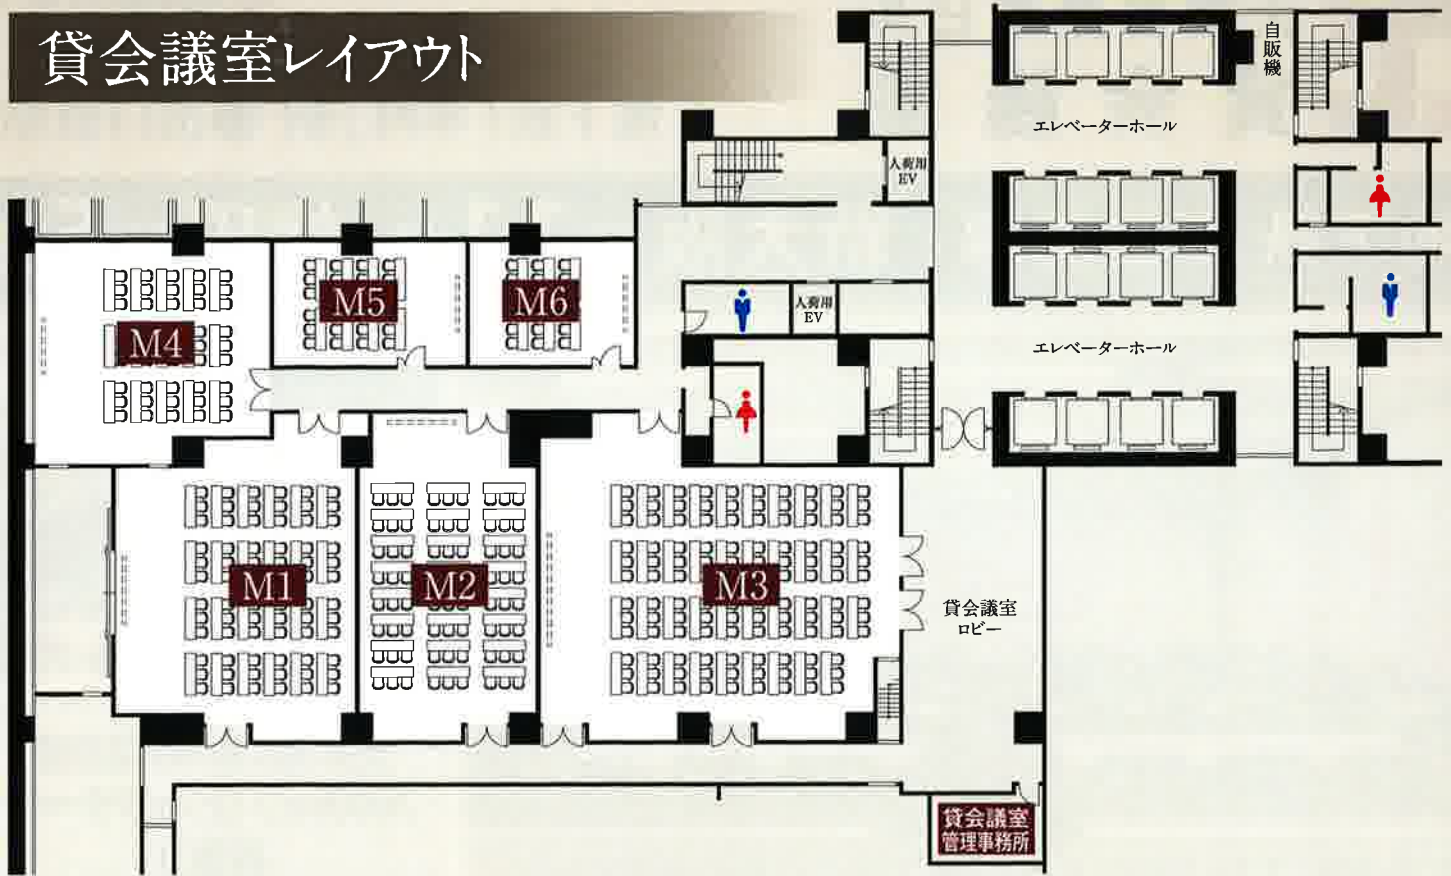 貸会議室レイアウト
自販機
エレベーターホール
人荷用
EV
M4
M5
M6
人荷用
EV
エレベーターホール
M1
M2
M3
貸会議室
ロビー
貸会議室
管理事務所